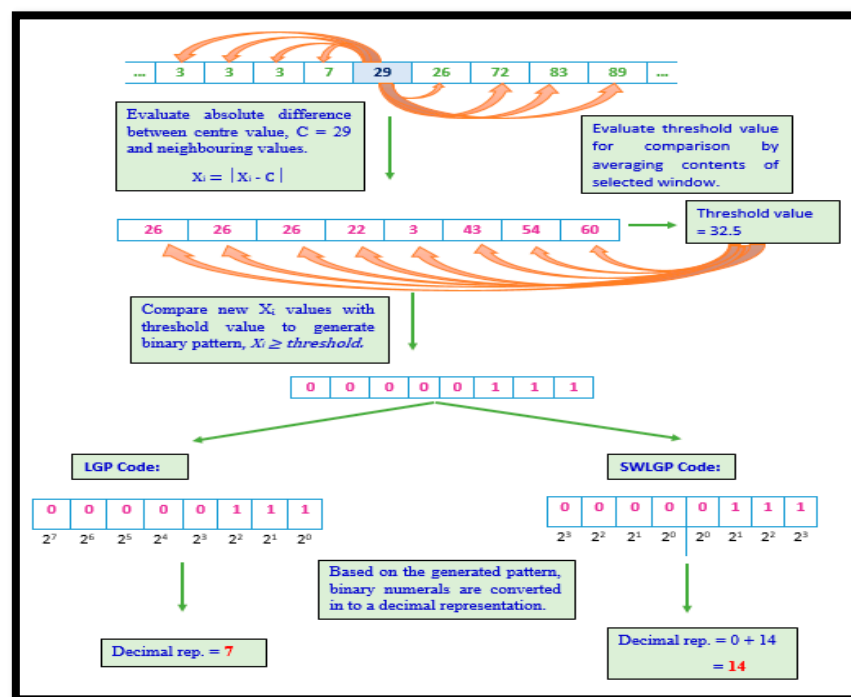 ... 3 3 3 7 29 26 72 83 89 ...
Evaluate absolute difference
between centre value, C = 29
and neighbouring values.
Xᵢ = |Xᵢ - C|
Evaluate threshold value
for comparison by
averaging contents of
selected window.
26 26 26 22 3 43 54 60
Threshold value
= 32.5
Compare new Xᵢ values with
threshold value to generate
binary pattern, Xᵢ ≥ threshold.
0 0 0 0 0 1 1 1
LGP Code:
SWLGP Code:
0 0 0 0 0 1 1 1
2⁷ 2⁶ 2⁵ 2⁴ 2³ 2² 2¹ 2⁰
0 0 0 0 0 1 1 1
2³ 2² 2¹ 2⁰ 2⁰ 2¹ 2² 2³
Based on the generated pattern,
binary numerals are converted
in to a decimal representation.
Decimal rep. = 7
Decimal rep. = 0 + 14
= 14